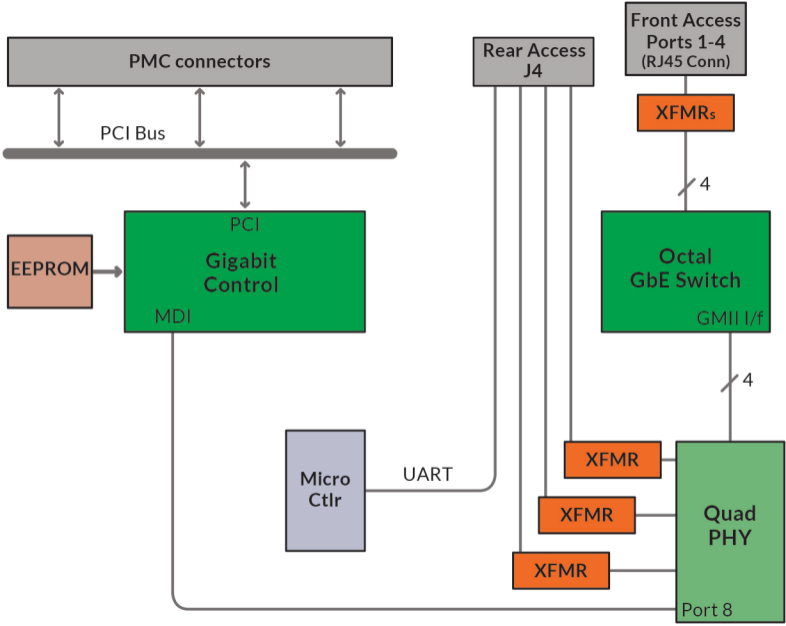 PMC connectors
PCI Bus
Rear Access
J4
Front Access
Ports 1-4
(RJ45 Conn)
XFMRs
4
PCI
Gigabit
Control
MDI
EEPROM
Octal
GbE Switch
GMII I/f
4
Micro
Ctlr
UART
XFMR
XFMR
XFMR
Quad
PHY
Port 8